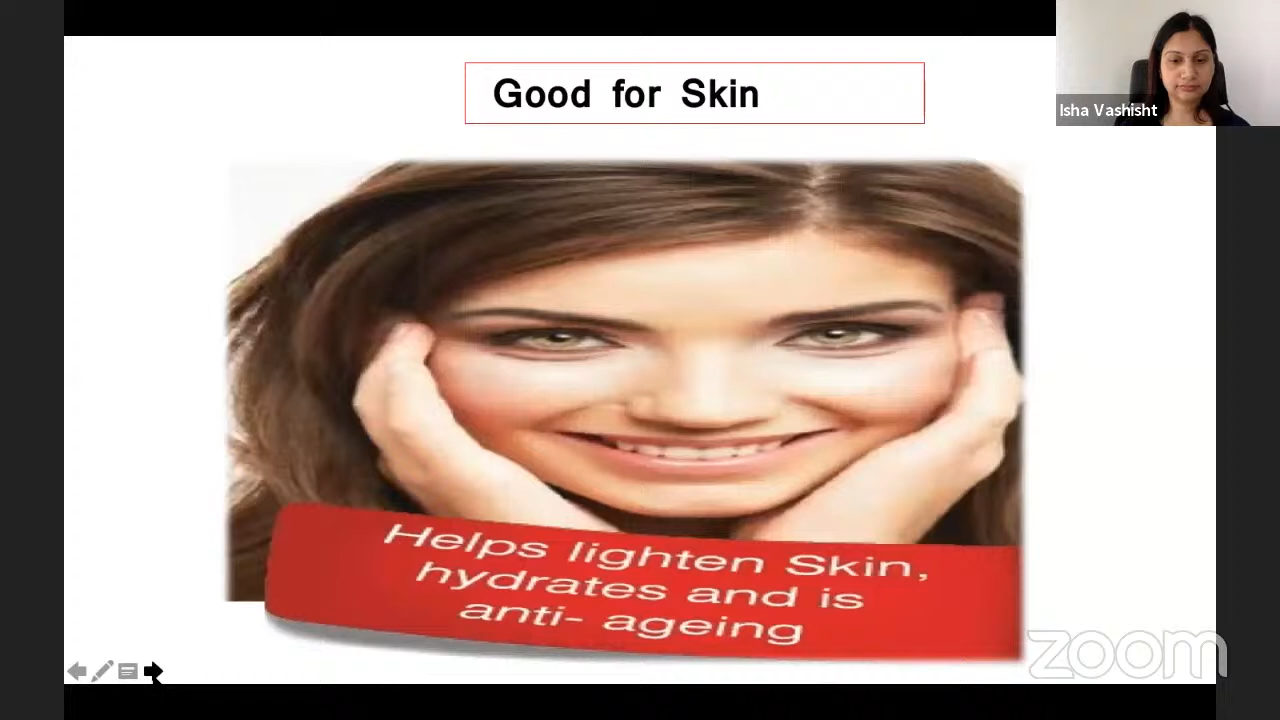 Good for Skin
Isha Vashisht
Helps lighten Skin,
hydrates and is
anti- ageing
zoom